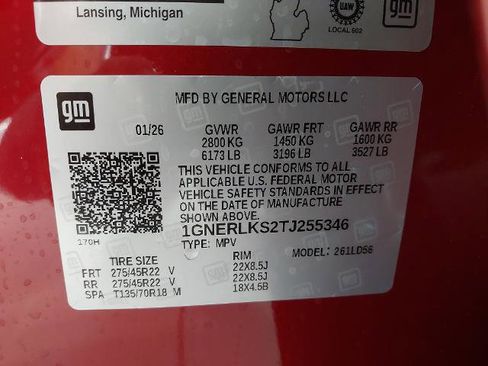 Lansing, Michigan
UAW
LOCAL 602
gm
gm
MFD BY GENERAL MOTORS LLC
01/26 GVWR GAWR FRT GAWR RR
2800 KG 1450 KG 1600 KG
6173 LB 3196 LB 3527 LB
THIS VEHICLE CONFORMS TO ALL
APPLICABLE U.S. FEDERAL MOTOR
VEHICLE SAFETY STANDARDS IN EFFECT
ON THE DATE OF MANUFACTURE
SHOWN ABOVE.
1GNERLKS2TJ255346
170H
TYPE: MPV MODEL: 261LD56
TIRE SIZE RIM
FRT 275/45R22 V 22X8.5J
RR 275/45R22 V 22X8.5J
SPA T135/70R18 M 18X4.5B